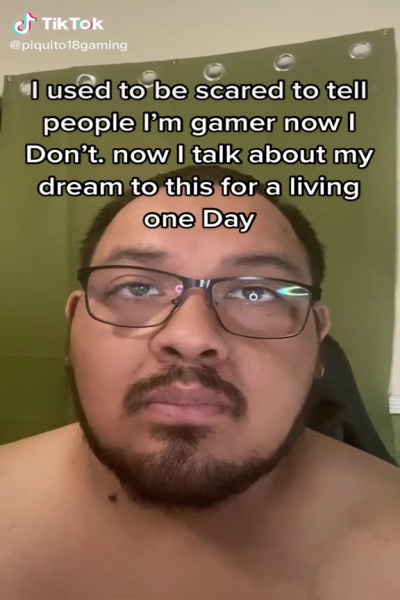 TikTok
@piquito18gaming
I used to be scared to tell
people I'm gamer now I
Don't. now I talk about my
dream to this for a living
one Day